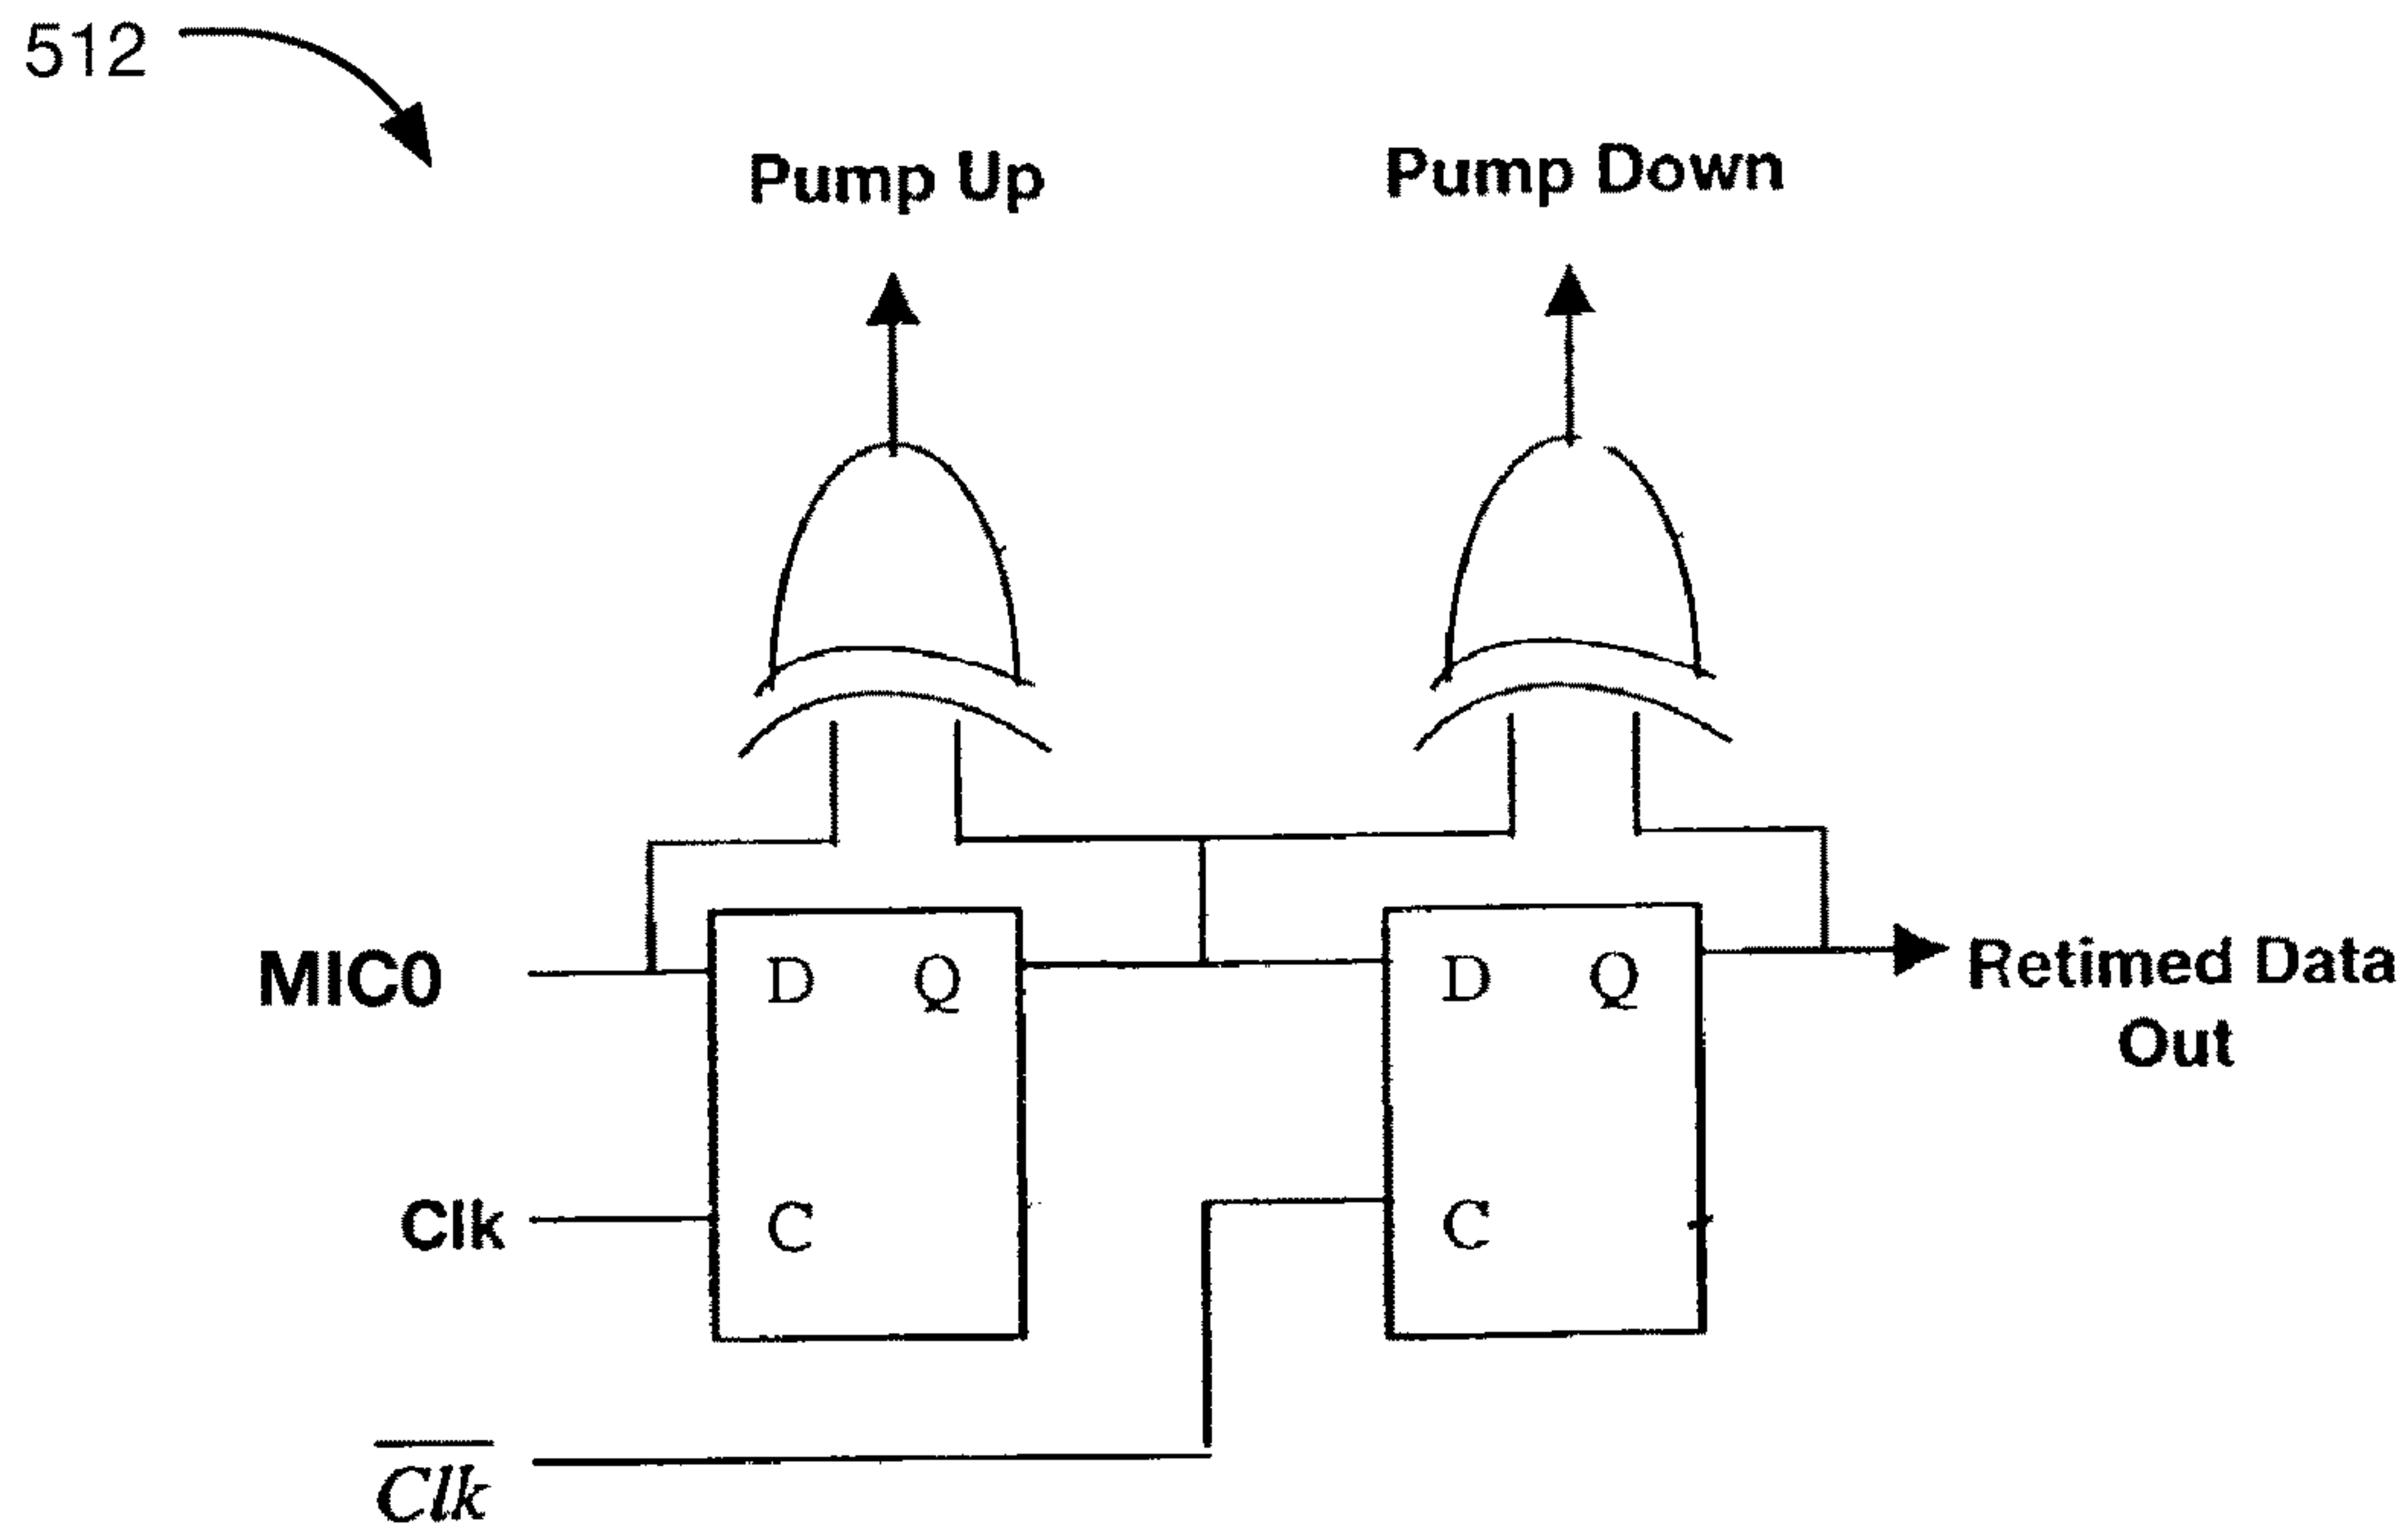 512
Pump Up
Pump Down
MIC0
D Q
D Q
Retimed Data
Out
Clk
C
C
Clk